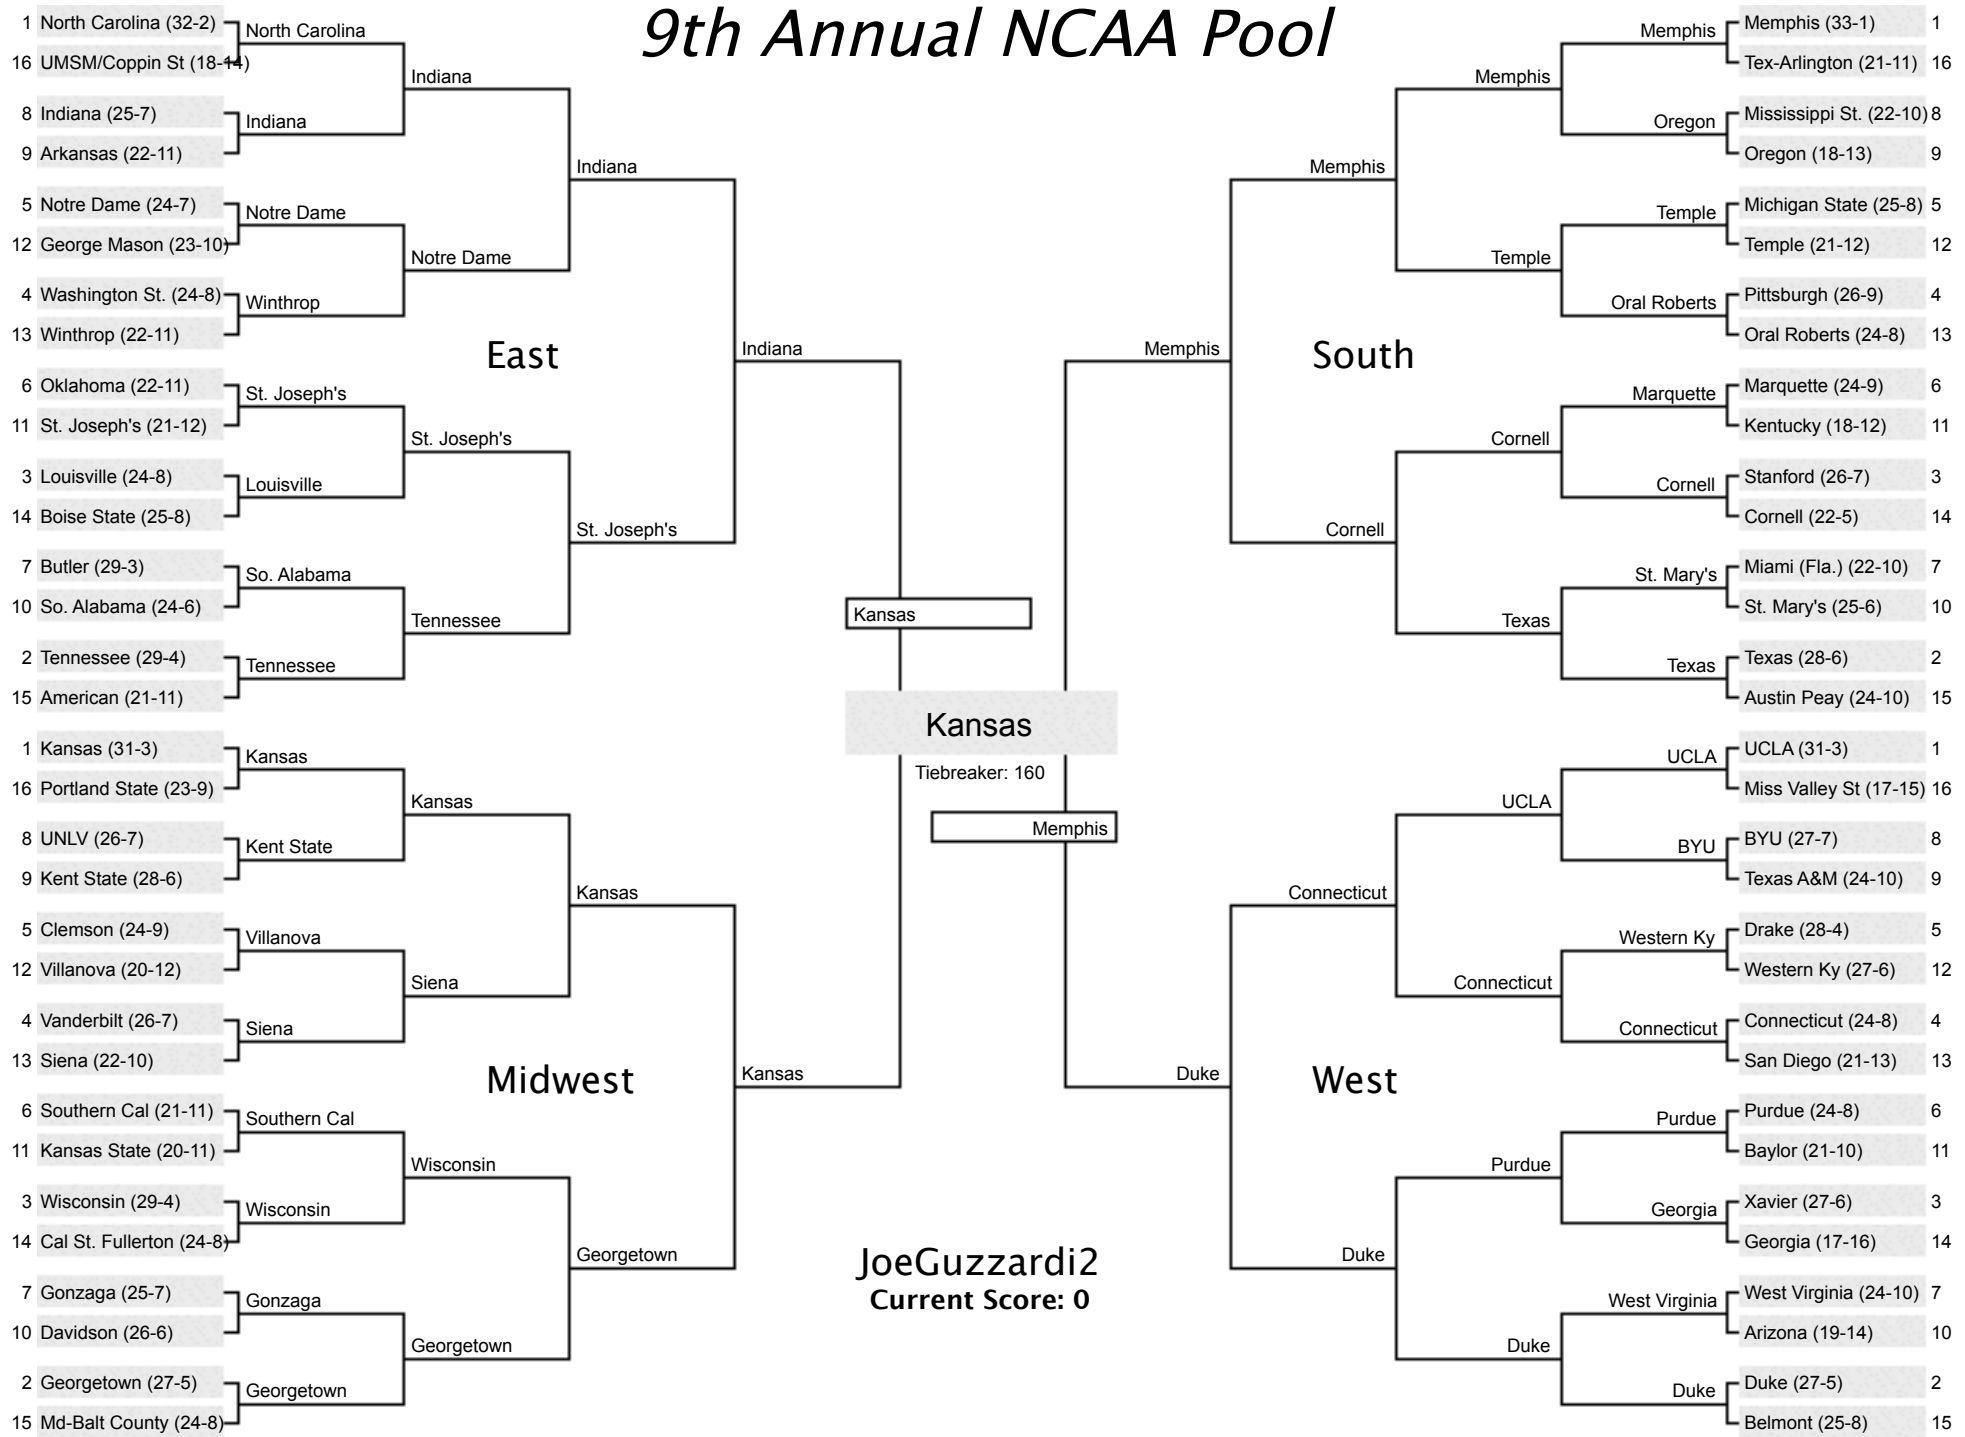 9th Annual NCAA Pool
1 North Carolina (32-2)
16 UMSM/Coppin St (18-14)
8 Indiana (25-7)
9 Arkansas (22-11)
5 Notre Dame (24-7)
12 George Mason (23-10)
4 Washington St. (24-8)
13 Winthrop (22-11)
6 Oklahoma (22-11)
11 St. Joseph's (21-12)
3 Louisville (24-8)
14 Boise State (25-8)
7 Butler (29-3)
10 So. Alabama (24-6)
2 Tennessee (29-4)
15 American (21-11)
North Carolina
Indiana
Notre Dame
Winthrop
St. Joseph's
Louisville
So. Alabama
Tennessee
Indiana
Notre Dame
St. Joseph's
Tennessee
Indiana
St. Joseph's
East
Indiana
1 Kansas (31-3)
16 Portland State (23-9)
8 UNLV (26-7)
9 Kent State (28-6)
5 Clemson (24-9)
12 Villanova (20-12)
4 Vanderbilt (26-7)
13 Siena (22-10)
6 Southern Cal (21-11)
11 Kansas State (20-11)
3 Wisconsin (29-4)
14 Cal St. Fullerton (24-8)
7 Gonzaga (25-7)
10 Davidson (26-6)
2 Georgetown (27-5)
15 Md-Balt County (24-8)
Kansas
Kent State
Villanova
Siena
Southern Cal
Wisconsin
Gonzaga
Georgetown
Kansas
Siena
Wisconsin
Georgetown
Kansas
Georgetown
Midwest
Kansas
Kansas
Kansas
Tiebreaker: 160
Memphis
JoeGuzzardi2
Current Score: 0
Memphis
South
Memphis
Cornell
Memphis
Temple
Cornell
Texas
Memphis
Oregon
Temple
Oral Roberts
Marquette
Cornell
St. Mary's
Texas
Memphis (33-1) 1
Tex-Arlington (21-11) 16
Mississippi St. (22-10) 8
Oregon (18-13) 9
Michigan State (25-8) 5
Temple (21-12) 12
Pittsburgh (26-9) 4
Oral Roberts (24-8) 13
Marquette (24-9) 6
Kentucky (18-12) 11
Stanford (26-7) 3
Cornell (22-5) 14
Miami (Fla.) (22-10) 7
St. Mary's (25-6) 10
Texas (28-6) 2
Austin Peay (24-10) 15
Duke
West
Connecticut
Duke
UCLA
Connecticut
Purdue
Duke
UCLA
BYU
Western Ky
Connecticut
Purdue
Georgia
West Virginia
Duke
UCLA (31-3) 1
Miss Valley St (17-15) 16
BYU (27-7) 8
Texas A&M (24-10) 9
Drake (28-4) 5
Western Ky (27-6) 12
Connecticut (24-8) 4
San Diego (21-13) 13
Purdue (24-8) 6
Baylor (21-10) 11
Xavier (27-6) 3
Georgia (17-16) 14
West Virginia (24-10) 7
Arizona (19-14) 10
Duke (27-5) 2
Belmont (25-8) 15